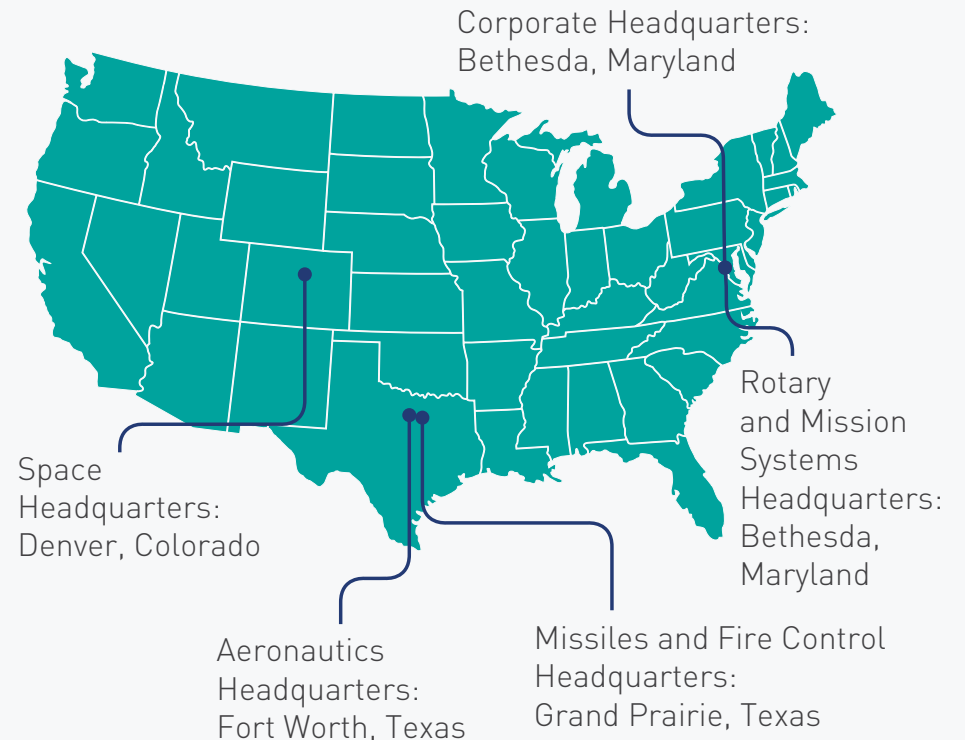 Corporate Headquarters:
Bethesda, Maryland
Rotary
and Mission
Systems
Headquarters:
Bethesda,
Maryland
Space
Headquarters:
Denver, Colorado
Aeronautics
Headquarters:
Fort Worth, Texas
Missiles and Fire Control
Headquarters:
Grand Prairie, Texas